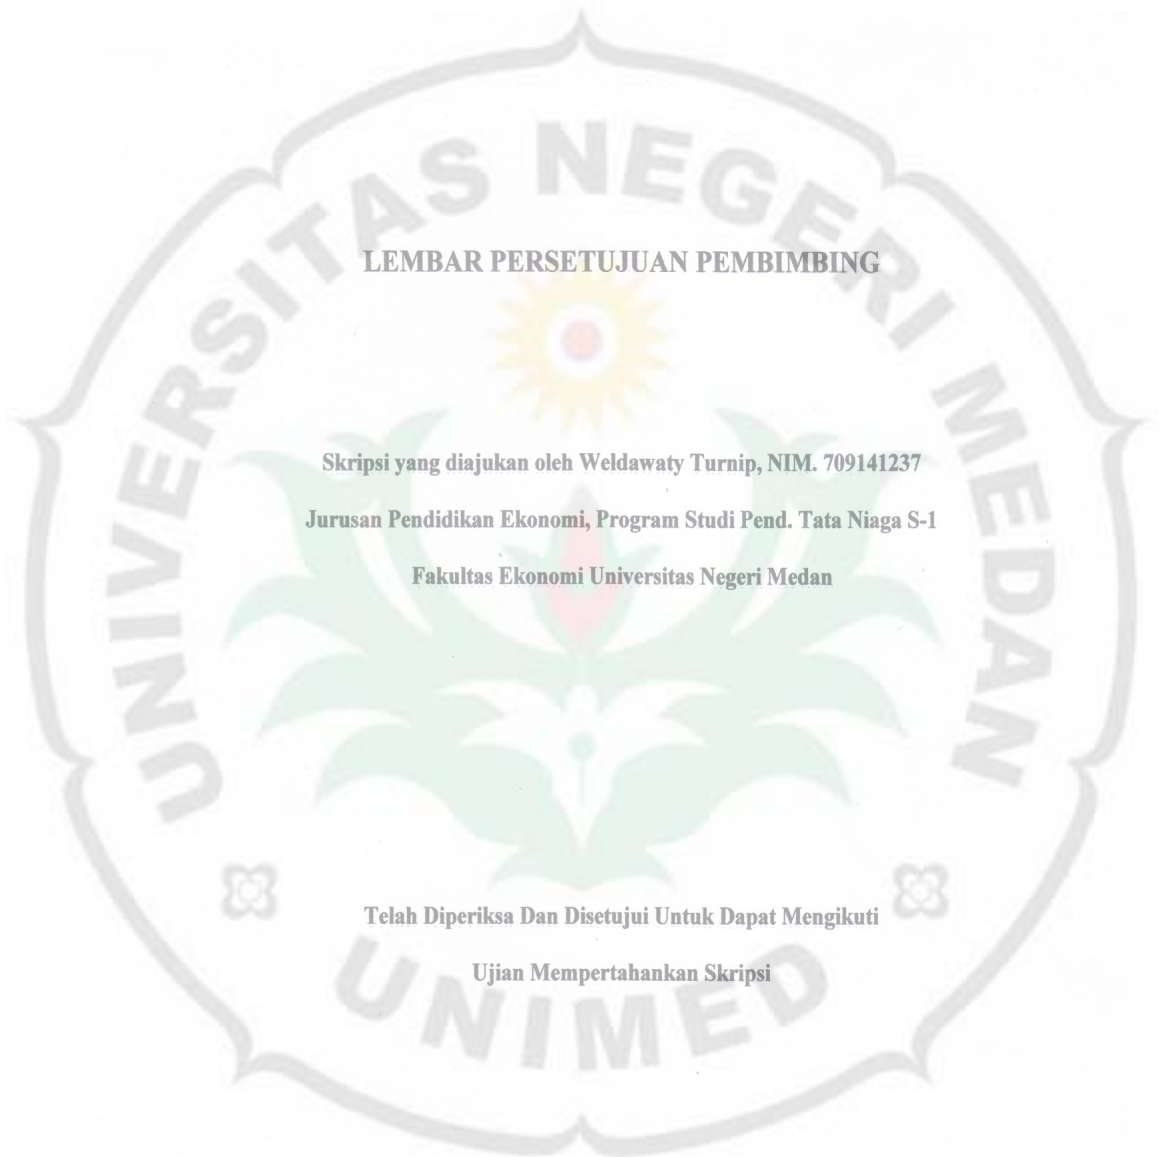 UNIVERSITAS NEGERI MEDAN
LEMBAR PERSETUJUAN PEMBIMBING
Skripsi yang diajukan oleh Weldawaty Turnip, NIM. 709141237
Jurusan Pendidikan Ekonomi, Program Studi Pend. Tata Niaga S-1
Fakultas Ekonomi Universitas Negeri Medan
Telah Diperiksa Dan Disetujui Untuk Dapat Mengikuti
Ujian Mempertahankan Skripsi
UNIMED